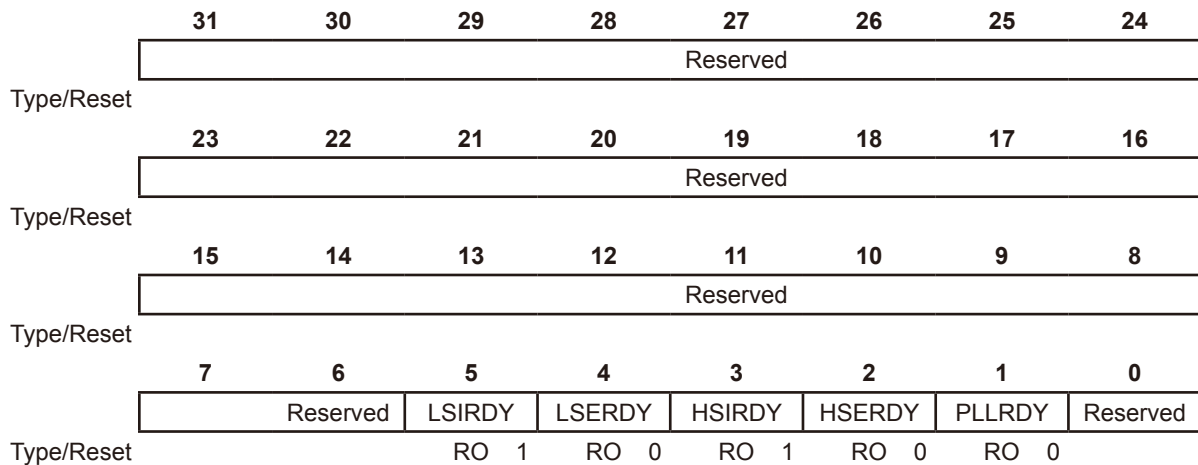 31 30 29 28 27 26 25 24
Reserved
Type/Reset
23 22 21 20 19 18 17 16
Reserved
Type/Reset
15 14 13 12 11 10 9 8
Reserved
Type/Reset
7 6 5 4 3 2 1 0
Reserved LSIRDY LSERDY HSIRDY HSERDY PLLRDY Reserved
Type/Reset RO 1 RO 0 RO 1 RO 0 RO 0